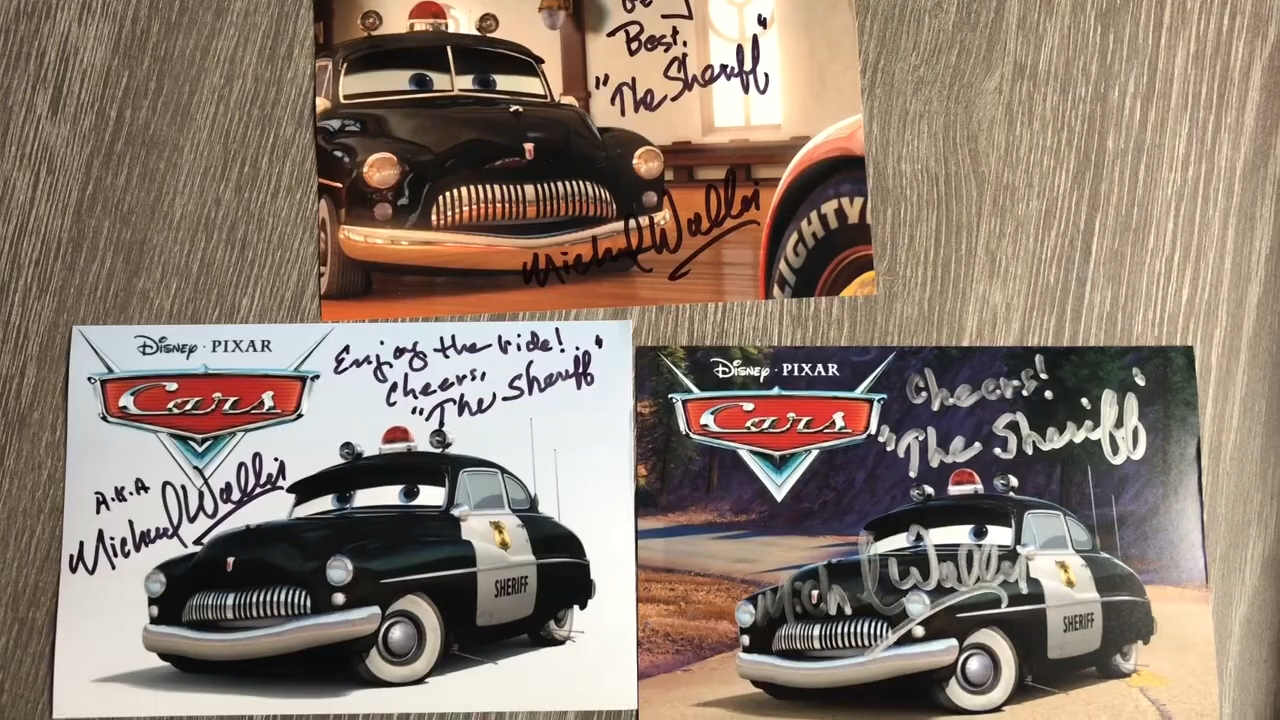 Best,
"The Sheriff"
Michael Wallis
LIGHTYE
DISNEY · PIXAR
Cars
Enjoy the ride!
Cheers,
"The Sheriff"
A.K.A
Michael Wallis
SHERIFF
DISNEY · PIXAR
Cars
Cheers!
"The Sheriff"
Michael Wallis
SHERIFF